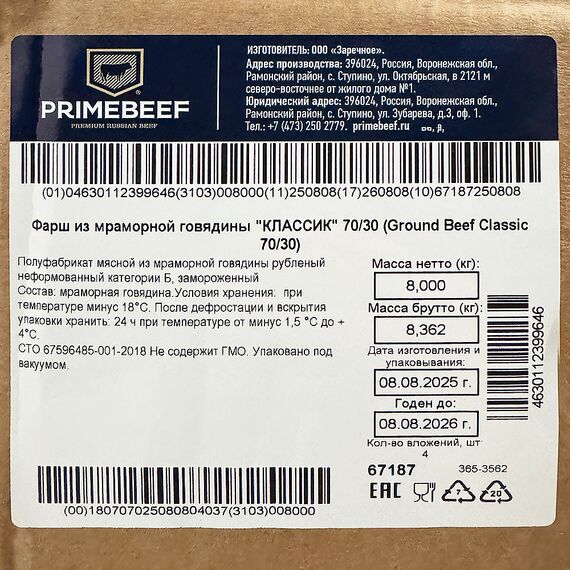 PRIMEBEEF
PREMIUM RUSSIAN BEEF
ИЗГОТОВИТЕЛЬ: ООО «Заречное».
Адрес производства: 396024, Россия, Воронежская обл.,
Рамонский район, с. Ступино, ул. Октябрьская, в 2121 м
северо-восточнее от жилого дома №1.
Юридический адрес: 396024, Россия, Воронежская обл.,
Рамонский район, с. Ступино, ул. Зубарева, д.3, оф. 1.
Тел.: +7 (473) 250 2779. primebeef.ru
(01)04630112399646(3103)008000(11)250808(17)260808(10)67187250808
Фарш из мраморной говядины "КЛАССИК" 70/30 (Ground Beef Classic
70/30)
Полуфабрикат мясной из мраморной говядины рубленый
неформованный категории Б, замороженный
Состав: мраморная говядина.Условия хранения: при
температуре минус 18°С. После дефростации и вскрытия
упаковки хранить: 24 ч при температуре от минус 1,5 °С до +
4°С.
СТО 67596485-001-2018 Не содержит ГМО. Упаковано под
вакуумом.
Масса нетто (кг):
8,000
Масса брутто (кг):
8,362
Дата изготовления и
упаковывания:
08.08.2025 г.
Годен до:
08.08.2026 г.
Кол-во вложений, шт
4
67187
365-3562
EAC
7
20
4630112399646
(00)180707025080804037(3103)008000